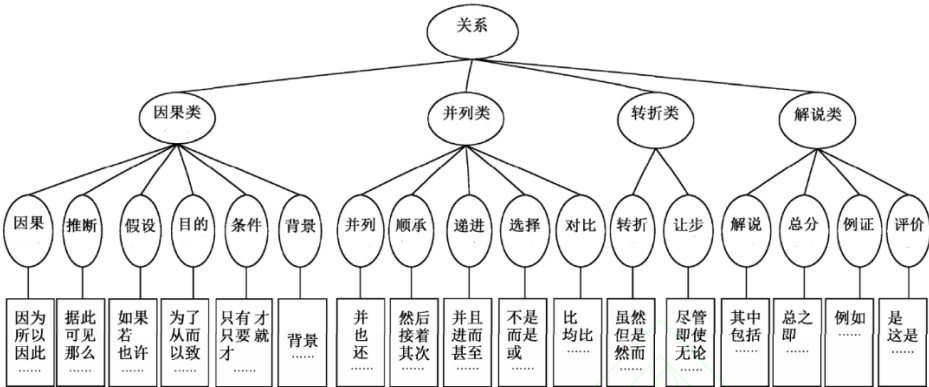 关系
因果类
并列类
转折类
解说类
因果
推断
假设
目的
条件
背景
并列
顺承
递进
选择
对比
转折
让步
解说
总分
例证
评价
因为
所以
因此
……
据此
可见
那么
……
如果
若
也许
……
为了
从而
以致
……
只有 才
只要 就
才
……
背景
……
并
也
还
……
然后
接着
其次
……
并且
进而
甚至
……
不是
而是
或
……
比
均比
……
虽然
但是
然而
……
尽管
即使
无论
……
其中
包括
……
总之
即
……
例如
……
是
这是
……